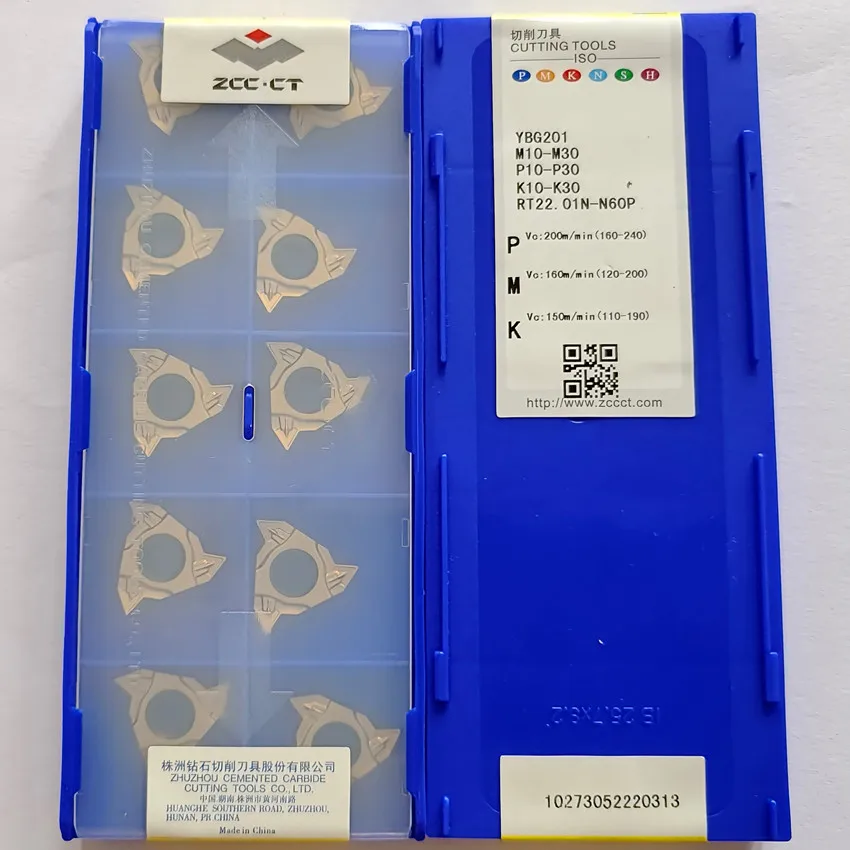 ZCC·CT
株洲钻石切削刀具股份有限公司
ZHUZHOU CEMENTED CARBIDE
CUTTING TOOLS CO., LTD.
中国.湖南.株洲市黄河南路
HUANGHE SOUTHERN ROAD, ZHUZHOU,
HUNAN, PR CHINA
Made in China
切削刀具
CUTTING TOOLS
ISO
P M K N S H
YBG201
M10-M30
P10-P30
K10-K30
RT22.01N-N60P
P Vc:200m/min(160-240)
M Vc:160m/min(120-200)
K Vc:150m/min(110-190)
http://www.zccct.com
10273052220313